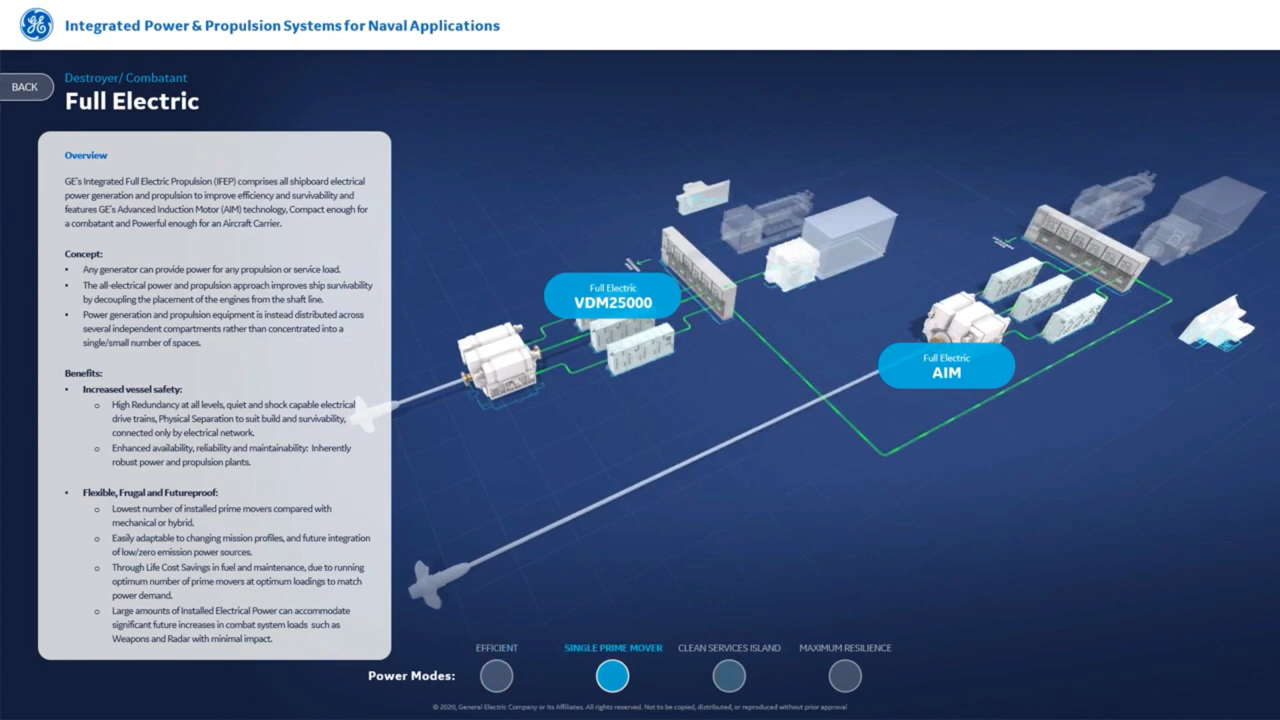 Integrated Power & Propulsion Systems for Naval Applications
BACK
Destroyer/ Combatant
Full Electric
Overview
GE's Integrated Full Electric Propulsion (IFEP) comprises all shipboard electrical
power generation and propulsion to improve efficiency and survivability and
features GE's Advanced Induction Motor (AIM) technology, Compact enough for
a combatant and Powerful enough for an Aircraft Carrier.
Concept:
• Any generator can provide power for any propulsion or service load.
• The all-electrical power and propulsion approach improves ship survivability
by decoupling the placement of the engines from the shaft line.
• Power generation and propulsion equipment is instead distributed across
several independent compartments rather than concentrated into a
single/small number of spaces.
Benefits:
• Increased vessel safety:
o High Redundancy at all levels, quiet and shock capable electrical
drive trains, Physical Separation to suit build and survivability,
connected only by electrical network.
o Enhanced availability, reliability and maintainability: Inherently
robust power and propulsion plants.
• Flexible, Frugal and Futureproof:
o Lowest number of installed prime movers compared with
mechanical or hybrid.
o Easily adaptable to changing mission profiles, and future integration
of low/zero emission power sources.
o Through Life Cost Savings in fuel and maintenance, due to running
optimum number of prime movers at optimum loadings to match
power demand.
o Large amounts of Installed Electrical Power can accommodate
significant future increases in combat system loads such as
Weapons and Radar with minimal impact.
Full Electric
VDM25000
Full Electric
AIM
Power Modes:
EFFICIENT
SINGLE PRIME MOVER
CLEAN SERVICES ISLAND
MAXIMUM RESILIENCE
© 2020, General Electric Company or its Affiliates. All rights reserved. Not to be copied, distributed, or reproduced without prior approval